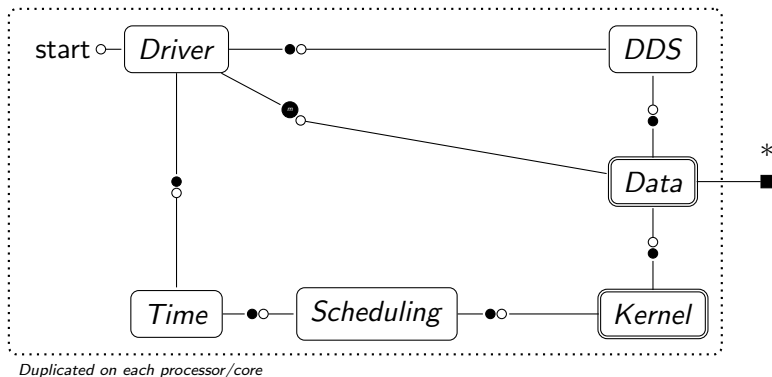 start Driver DDS
m
*
Data
Time Scheduling Kernel
Duplicated on each processor/core